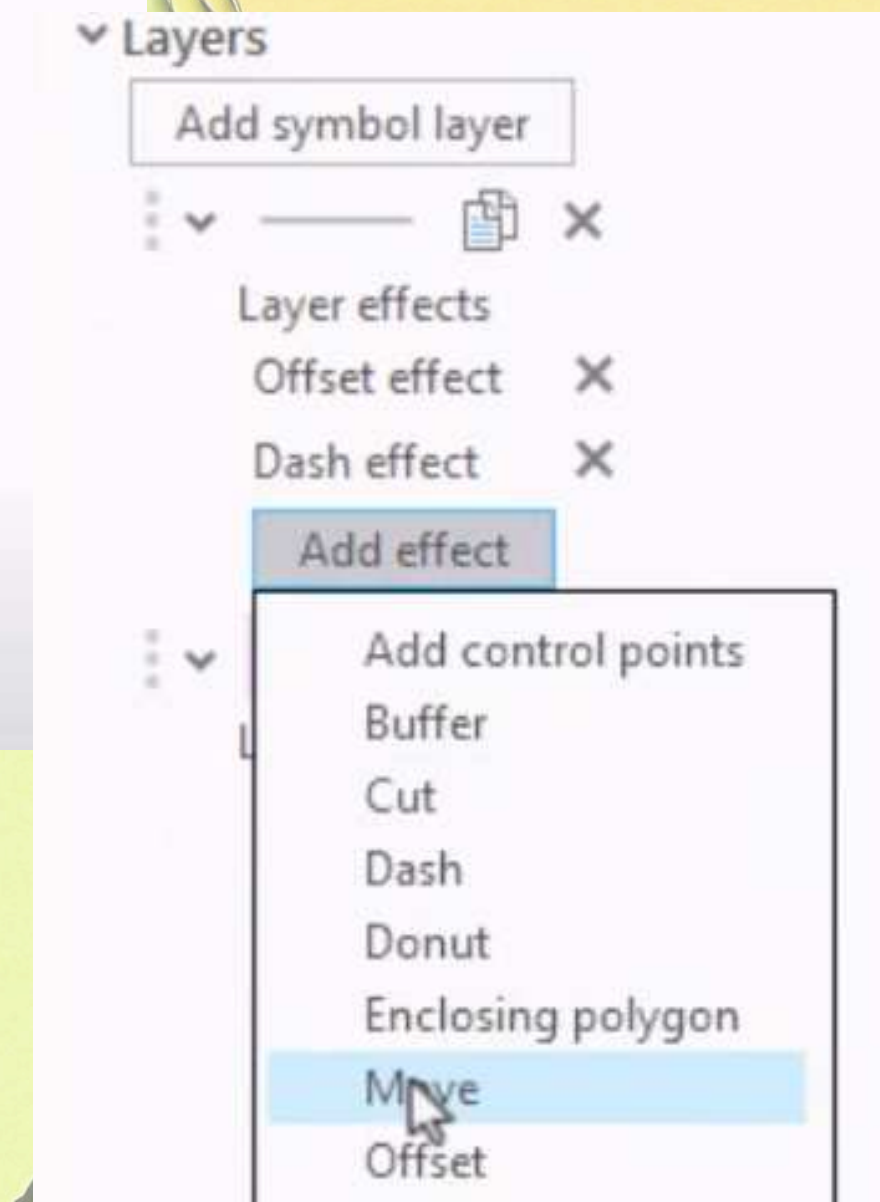 Layers
Add symbol layer
Layer effects
Offset effect
Dash effect
Add effect
Add control points
Buffer
Cut
Dash
Donut
Enclosing polygon
Move
Offset